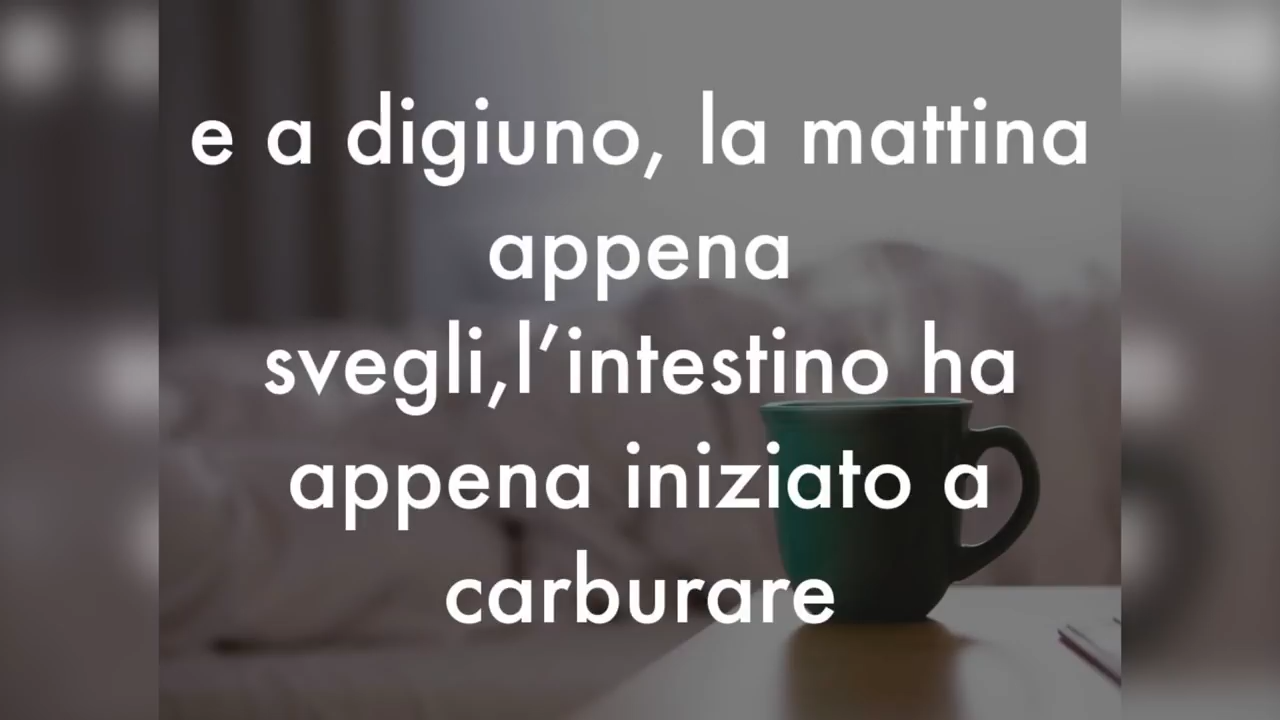 e a digiuno, la mattina
appena
svegli,l’intestino ha
appena iniziato a
carburare